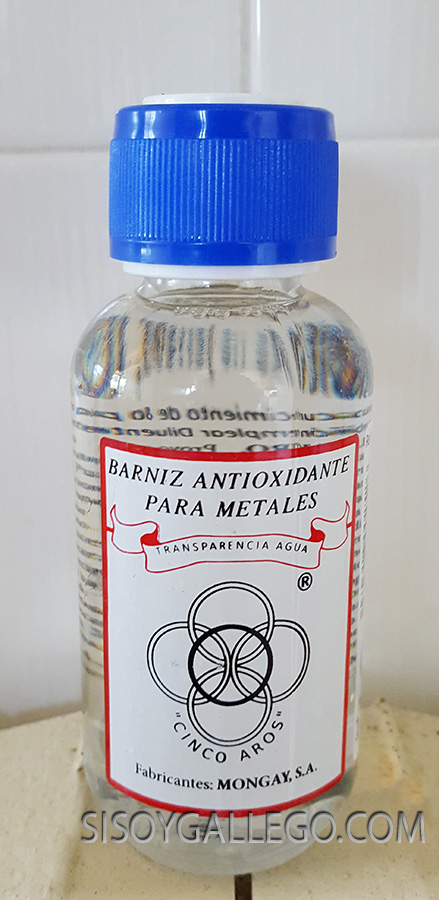 BARNIZ ANTIOXIDANTE
PARA METALES
TRANSPARENCIA AGUA
®
"CINCO AROS"
Fabricantes: MONGAY, S.A.
SISOYGALLEGO.COM